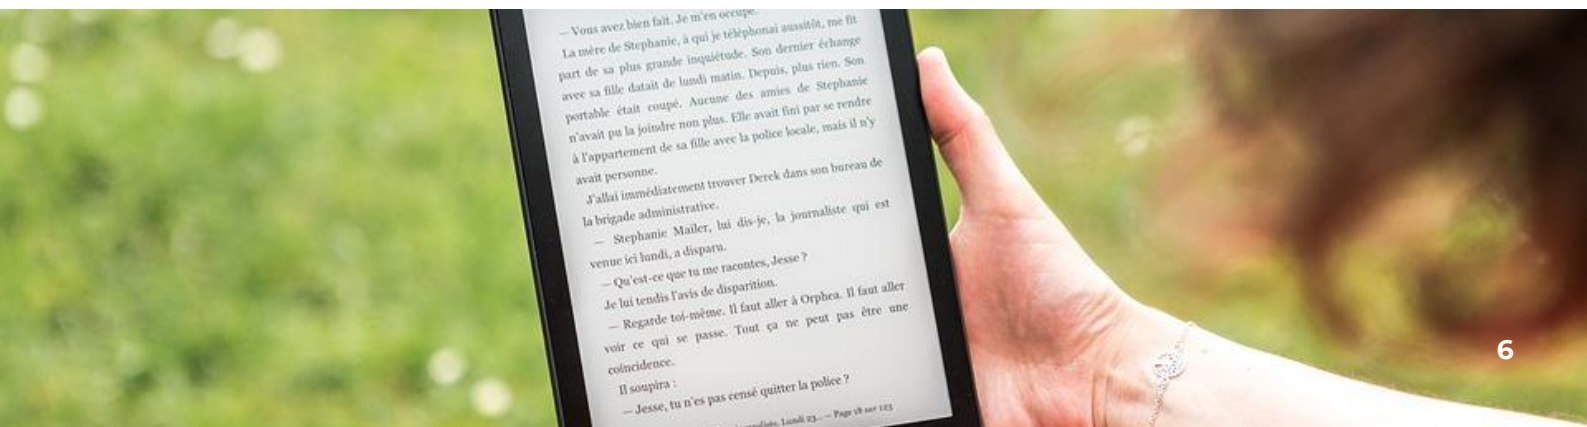 — Vous avez bien fait. Je m'en occupe.
La mère de Stephanie, à qui je téléphonai aussitôt, me fit
part de sa plus grande inquiétude. Son dernier échange
avec sa fille datait de lundi matin. Depuis, plus rien. Son
portable était coupé. Aucune des amies de Stephanie
n'avait pu la joindre non plus. Elle avait fini par se rendre
à l'appartement de sa fille avec la police locale, mais il n'y
avait personne.
J'allai immédiatement trouver Derek dans son bureau de
la brigade administrative.
— Stephanie Mailer, lui dis-je, la journaliste qui est
venue ici lundi, a disparu.
— Qu'est-ce que tu me racontes, Jesse ?
Je lui tendis l'avis de disparition.
— Regarde toi-même. Il faut aller à Orphea. Il faut aller
voir ce qui se passe. Tout ça ne peut pas être une
coïncidence.
Il soupira :
— Jesse, tu n'es pas censé quitter la police ?
Lundi 23... — Page 18 sur 123
6